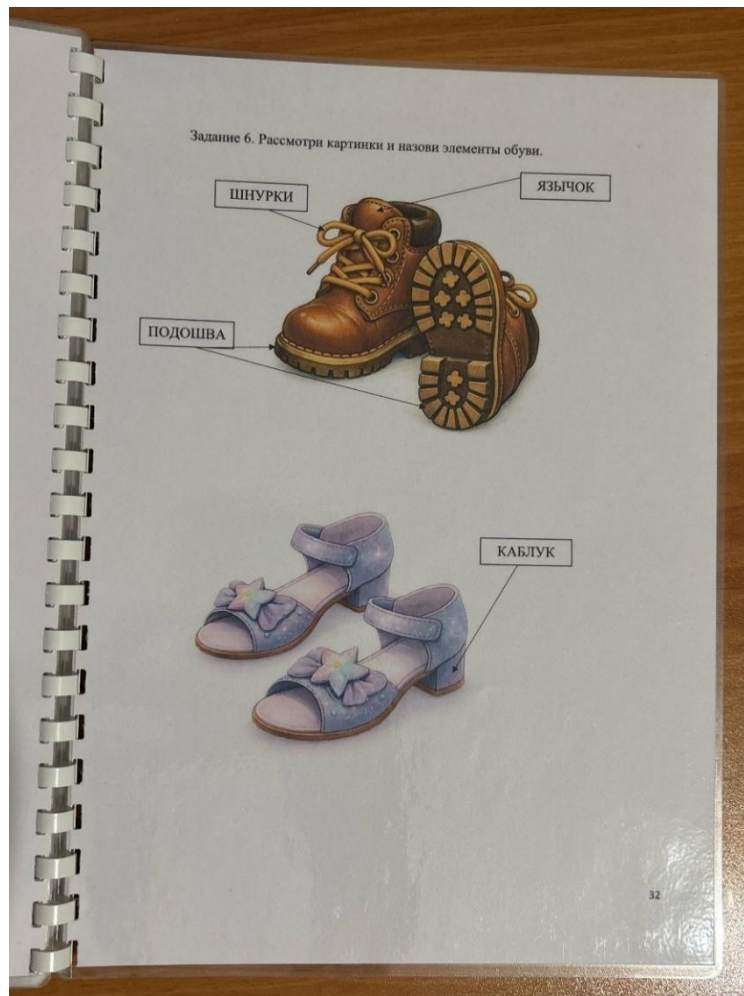 Задание 6. Рассмотри картинки и назови элементы обуви.
ШНУРКИ
ЯЗЫЧОК
ПОДОШВА
КАБЛУК
32